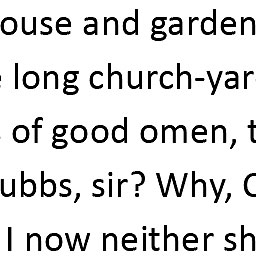 ouse and garden
long church-yar
of good omen, t
ubbs, sir? Why, C
I now neither sh